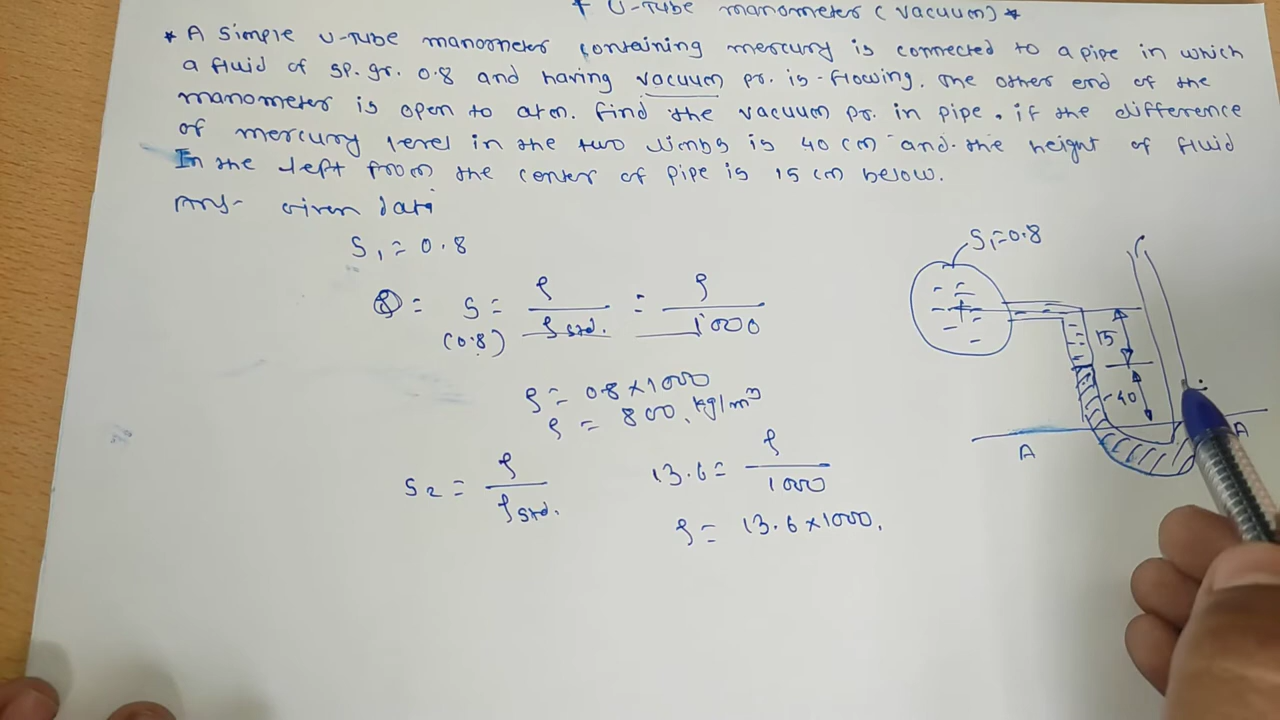 * U-Tube manometer (vacuum) *
* A Simple U-Tube manometer containing mercury is connected to a pipe in which
a fluid of sp.gr. 0.8 and having vacuum pr. is flowing. The other end of the
manometer is open to atm. find the vacuum pr. in pipe. if the difference
of mercury level in the two limbs is 40 cm and the height of fluid
In the left from the center of pipe is 15 cm below.
Ans- Given data
S₁ = 0.8
S = ρ / ρ std. = ρ / 1000
(0.8)
ρ = 0.8 × 1000
ρ = 800. kg/m³
S₂ = ρ / ρ std.
13.6 = ρ / 1000
ρ = 13.6 × 1000.
S₁ = 0.8
15
40
A
A